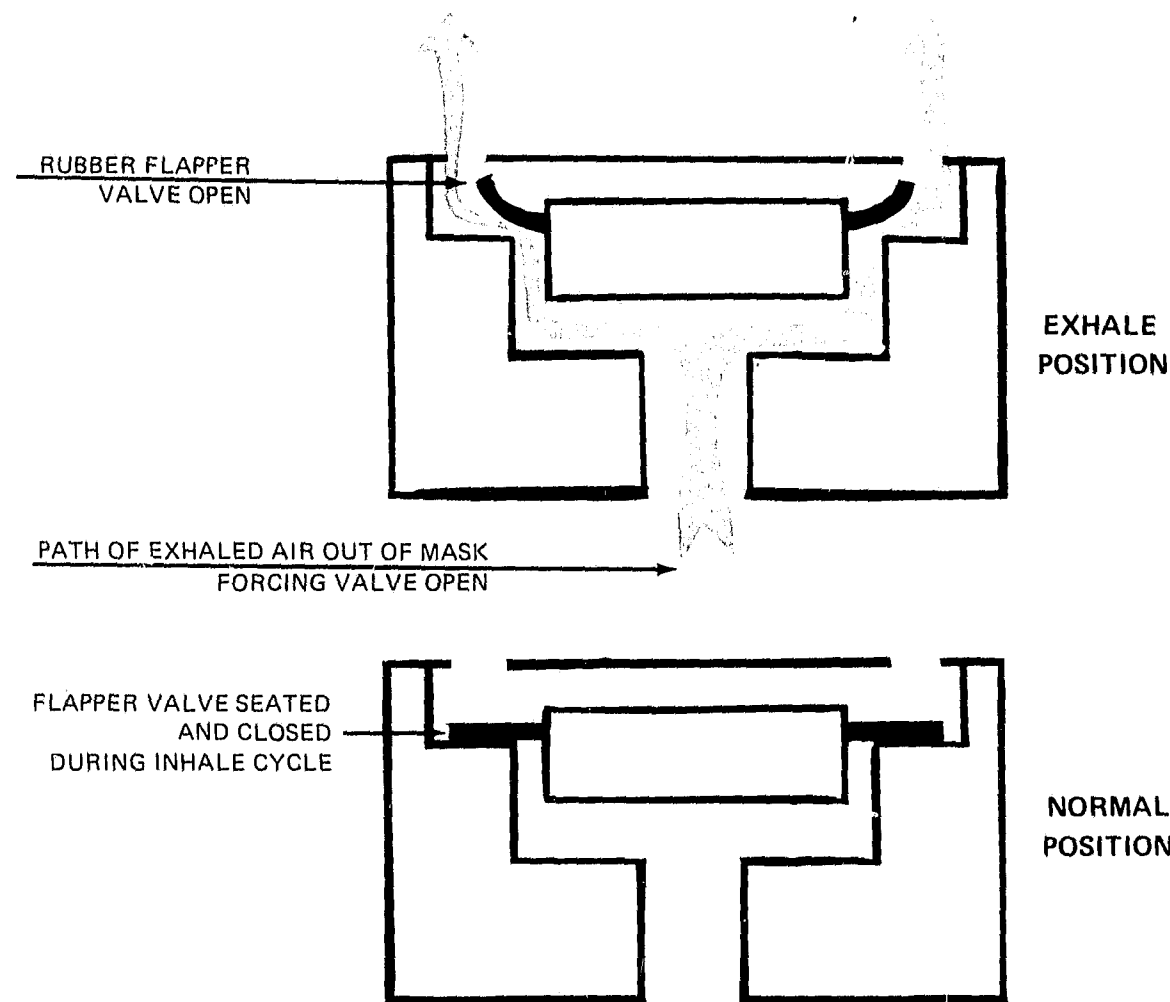 RUBBER FLAPPER
VALVE OPEN
EXHALE
POSITION
PATH OF EXHALED AIR OUT OF MASK
FORCING VALVE OPEN
FLAPPER VALVE SEATED
AND CLOSED
DURING INHALE CYCLE
NORMAL
POSITION